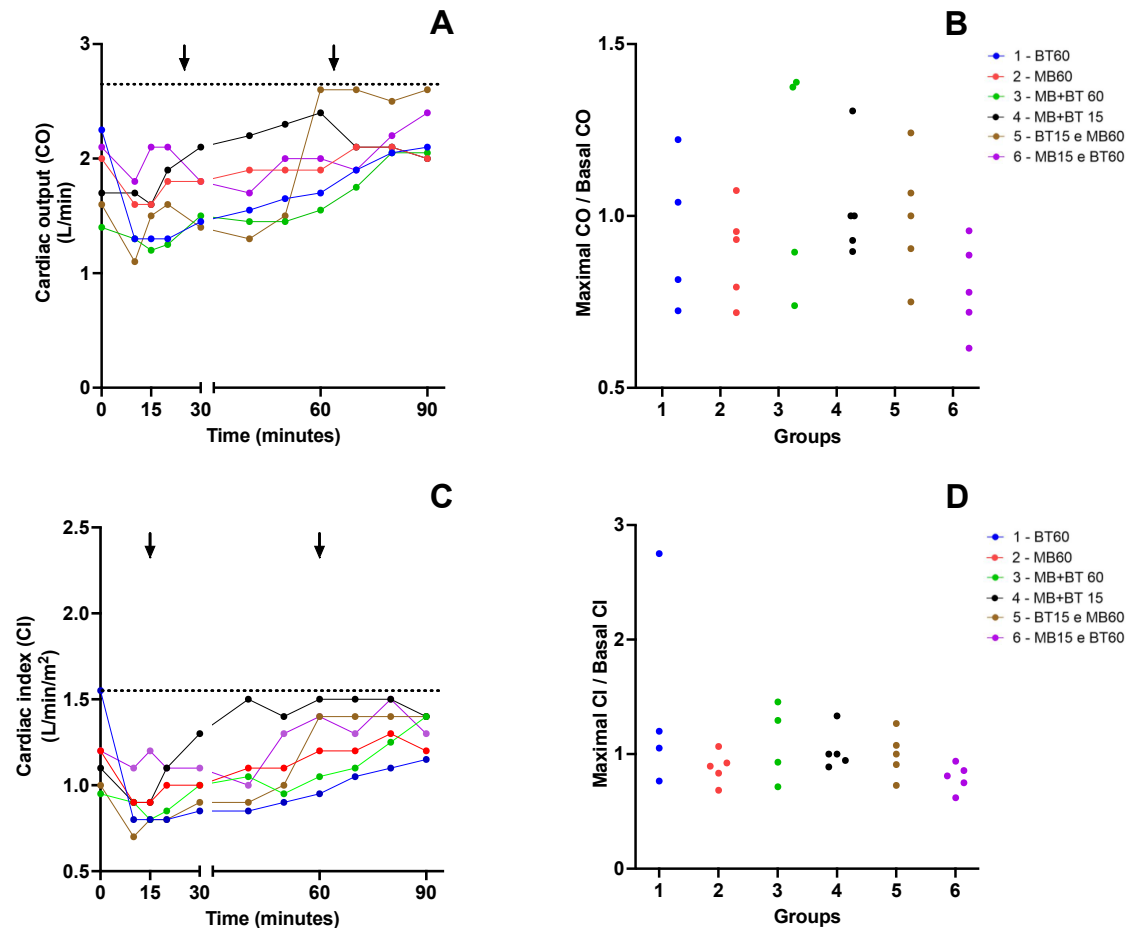 A
Cardiac output (CO)
(L/min)
3
2
1
0
0 15 30 60 90
Time (minutes)
B
Maximal CO / Basal CO
1.5
1.0
0.5
1 2 3 4 5 6
Groups
1 - BT60
2 - MB60
3 - MB+BT 60
4 - MB+BT 15
5 - BT15 e MB60
6 - MB15 e BT60
C
Cardiac index (CI)
(L/min/m²)
2.5
2.0
1.5
1.0
0.5
0 15 30 60 90
Time (minutes)
D
Maximal CI / Basal CI
3
2
1
0
1 2 3 4 5 6
Groups
1 - BT60
2 - MB60
3 - MB+BT 60
4 - MB+BT 15
5 - BT15 e MB60
6 - MB15 e BT60